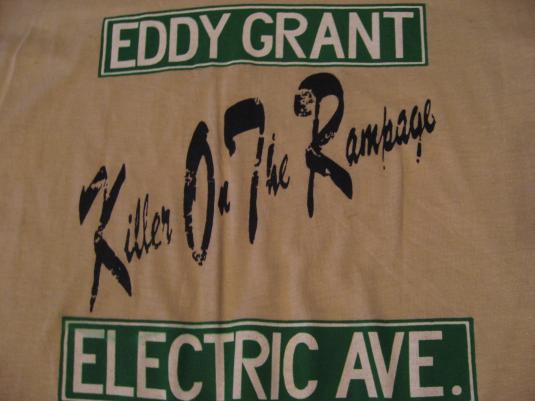 EDDY GRANT
Killer On The Rampage
ELECTRIC AVE.